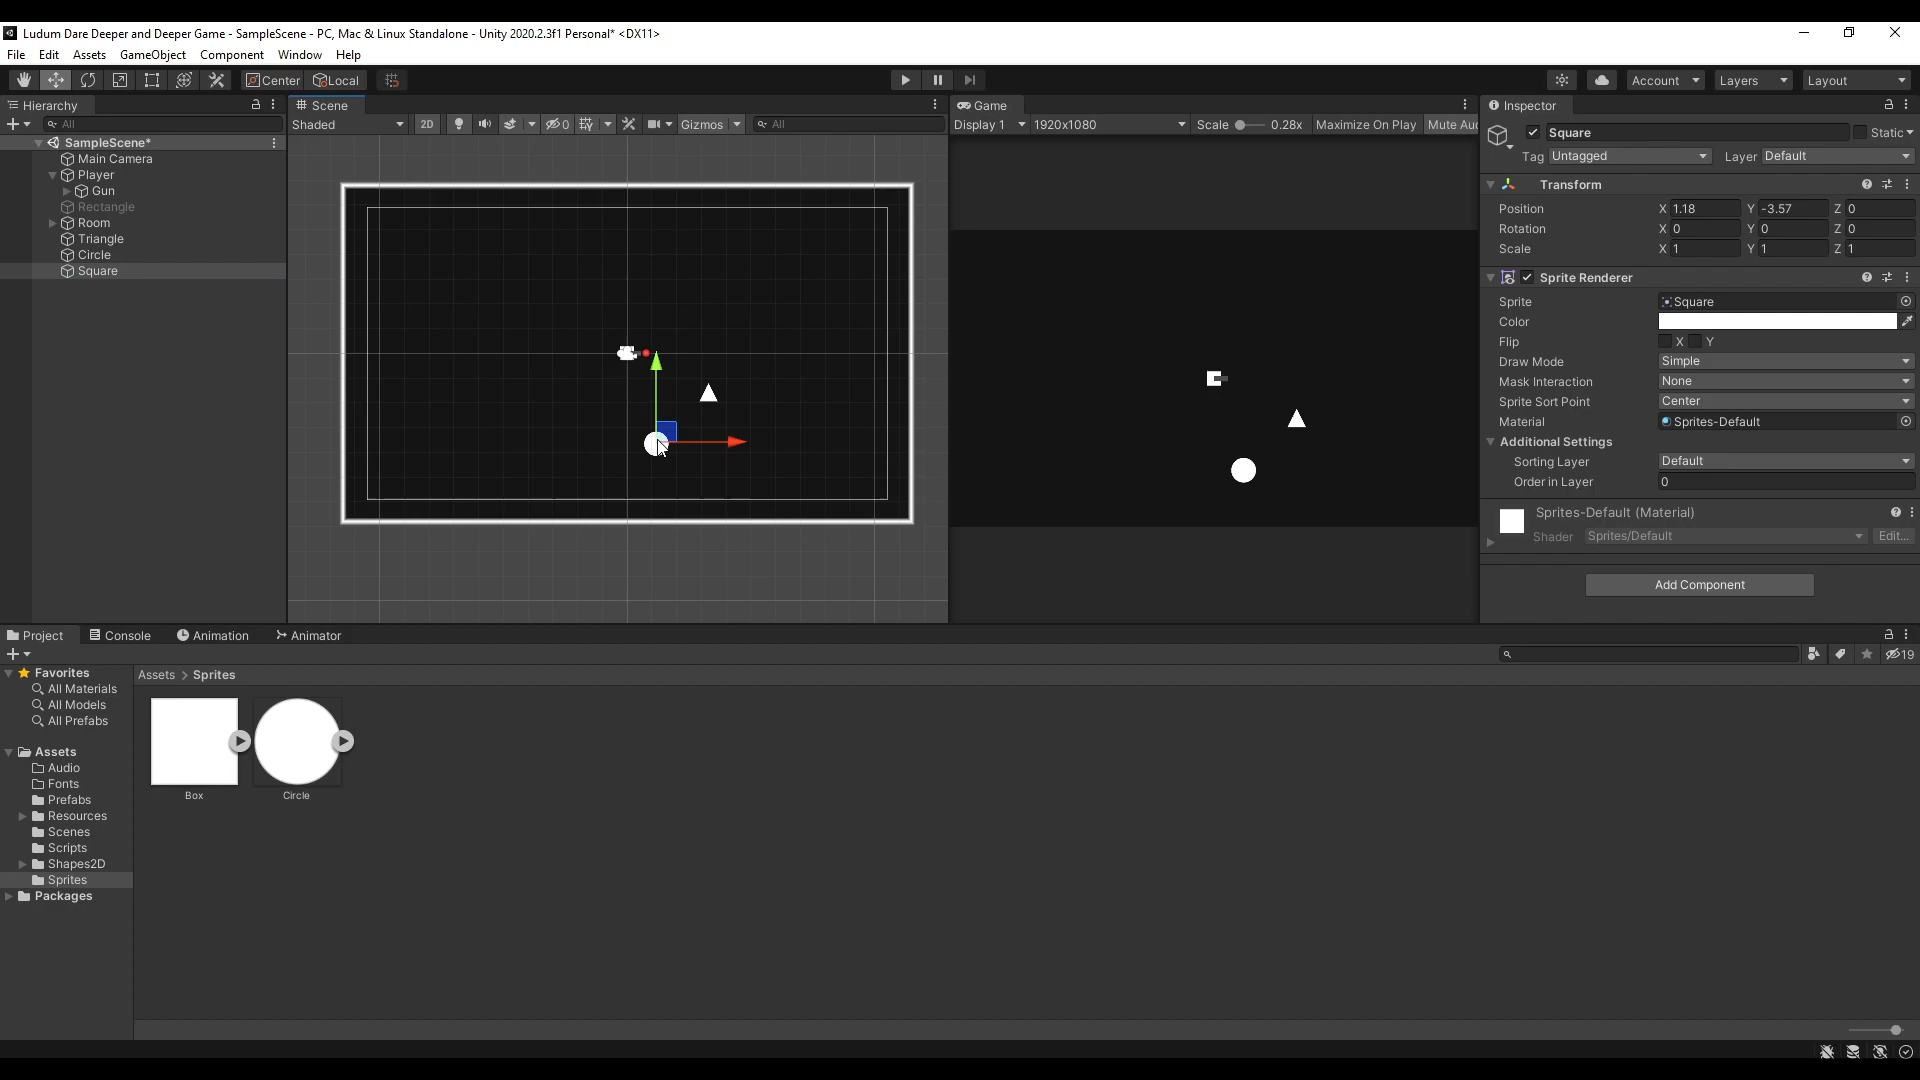 Ludum Dare Deeper and Deeper Game - SampleScene - PC, Mac & Linux Standalone - Unity 2020.2.3f1 Personal* <DX11>
File Edit Assets GameObject Component Window Help
Center Local Account Layers Layout
Hierarchy
All
SampleScene*
Main Camera
Player
Gun
Rectangle
Room
Triangle
Circle
Square
Scene
Shaded 2D 0 Gizmos All
Game
Display 1 1920x1080 Scale 0.28x Maximize On Play Mute Aud
Inspector
Square Static
Tag Untagged Layer Default
Transform
Position X 1.18 Y -3.57 Z 0
Rotation X 0 Y 0 Z 0
Scale X 1 Y 1 Z 1
Sprite Renderer
Sprite Square
Color
Flip X Y
Draw Mode Simple
Mask Interaction None
Sprite Sort Point Center
Material Sprites-Default
Additional Settings
Sorting Layer Default
Order in Layer 0
Sprites-Default (Material)
Shader Sprites/Default Edit...
Add Component
Project Console Animation Animator
19
Favorites
All Materials
All Models
All Prefabs
Assets
Audio
Fonts
Prefabs
Resources
Scenes
Scripts
Shapes2D
Sprites
Packages
Assets > Sprites
Box Circle